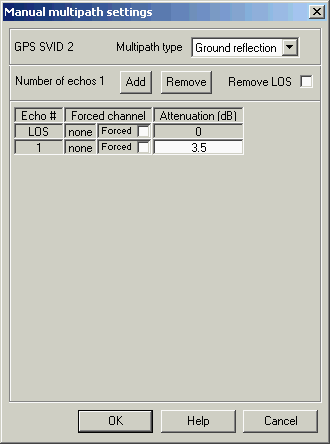 Manual multipath settings
GPS SVID 2 Multipath type Ground reflection
Number of echos 1 Add Remove Remove LOS
Echo # Forced channel Attenuation (dB)
LOS none Forced 0
1 none Forced 3.5
OK Help Cancel